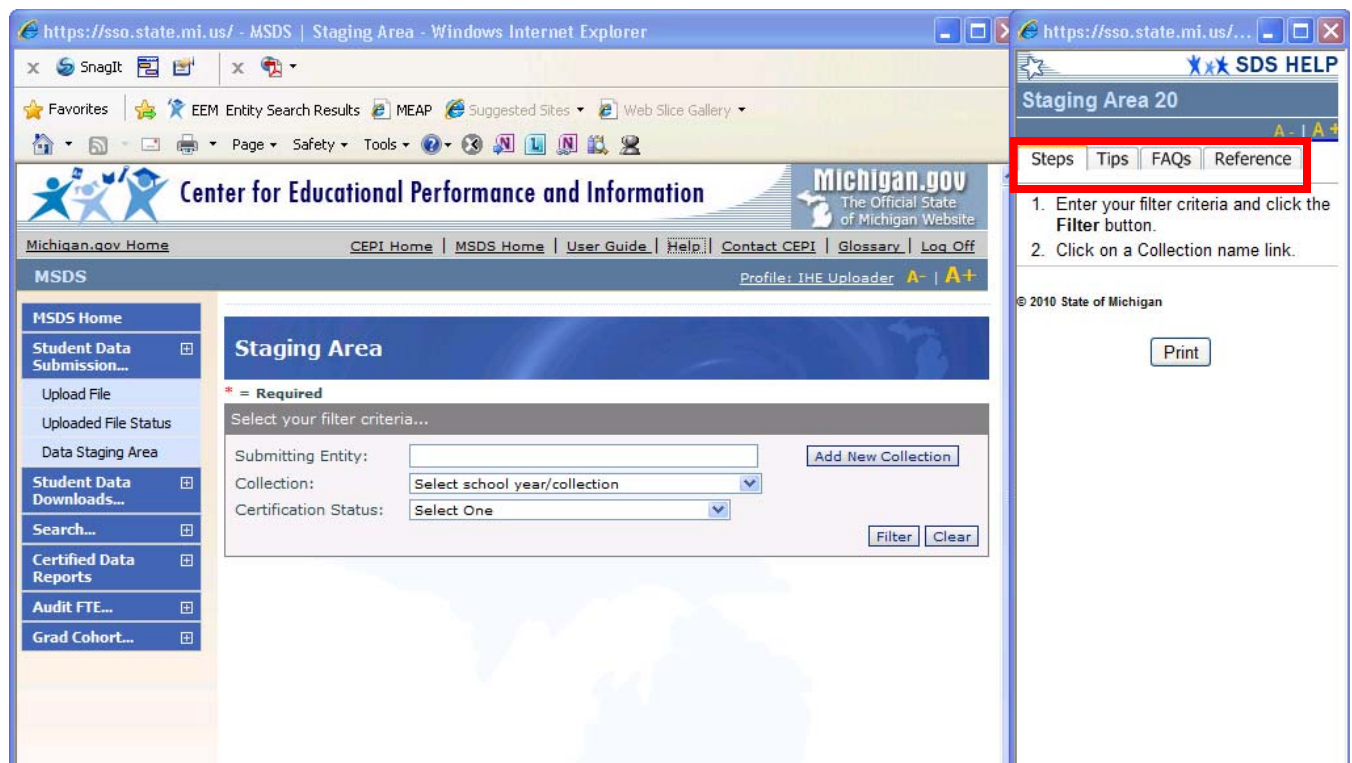 https://sso.state.mi.us/ - MSDS | Staging Area - Windows Internet Explorer
x SnagIt x
Favorites EEM Entity Search Results MEAP Suggested Sites Web Slice Gallery
Page Safety Tools
Center for Educational Performance and Information
Michigan.gov
The Official State
of Michigan Website
Michigan.gov Home CEPI Home | MSDS Home | User Guide | Help | Contact CEPI | Glossary | Log Off
MSDS Profile: IHE Uploader A- | A+
MSDS Home
Student Data
Submission...
Upload File
Uploaded File Status
Data Staging Area
Student Data
Downloads...
Search...
Certified Data
Reports
Audit FTE...
Grad Cohort...
Staging Area
* = Required
Select your filter criteria...
Submitting Entity: Add New Collection
Collection: Select school year/collection
Certification Status: Select One
Filter Clear
https://sso.state.mi.us/...
SDS HELP
Staging Area 20
A- | A+
Steps Tips FAQs Reference
1. Enter your filter criteria and click the
Filter button.
2. Click on a Collection name link.
© 2010 State of Michigan
Print